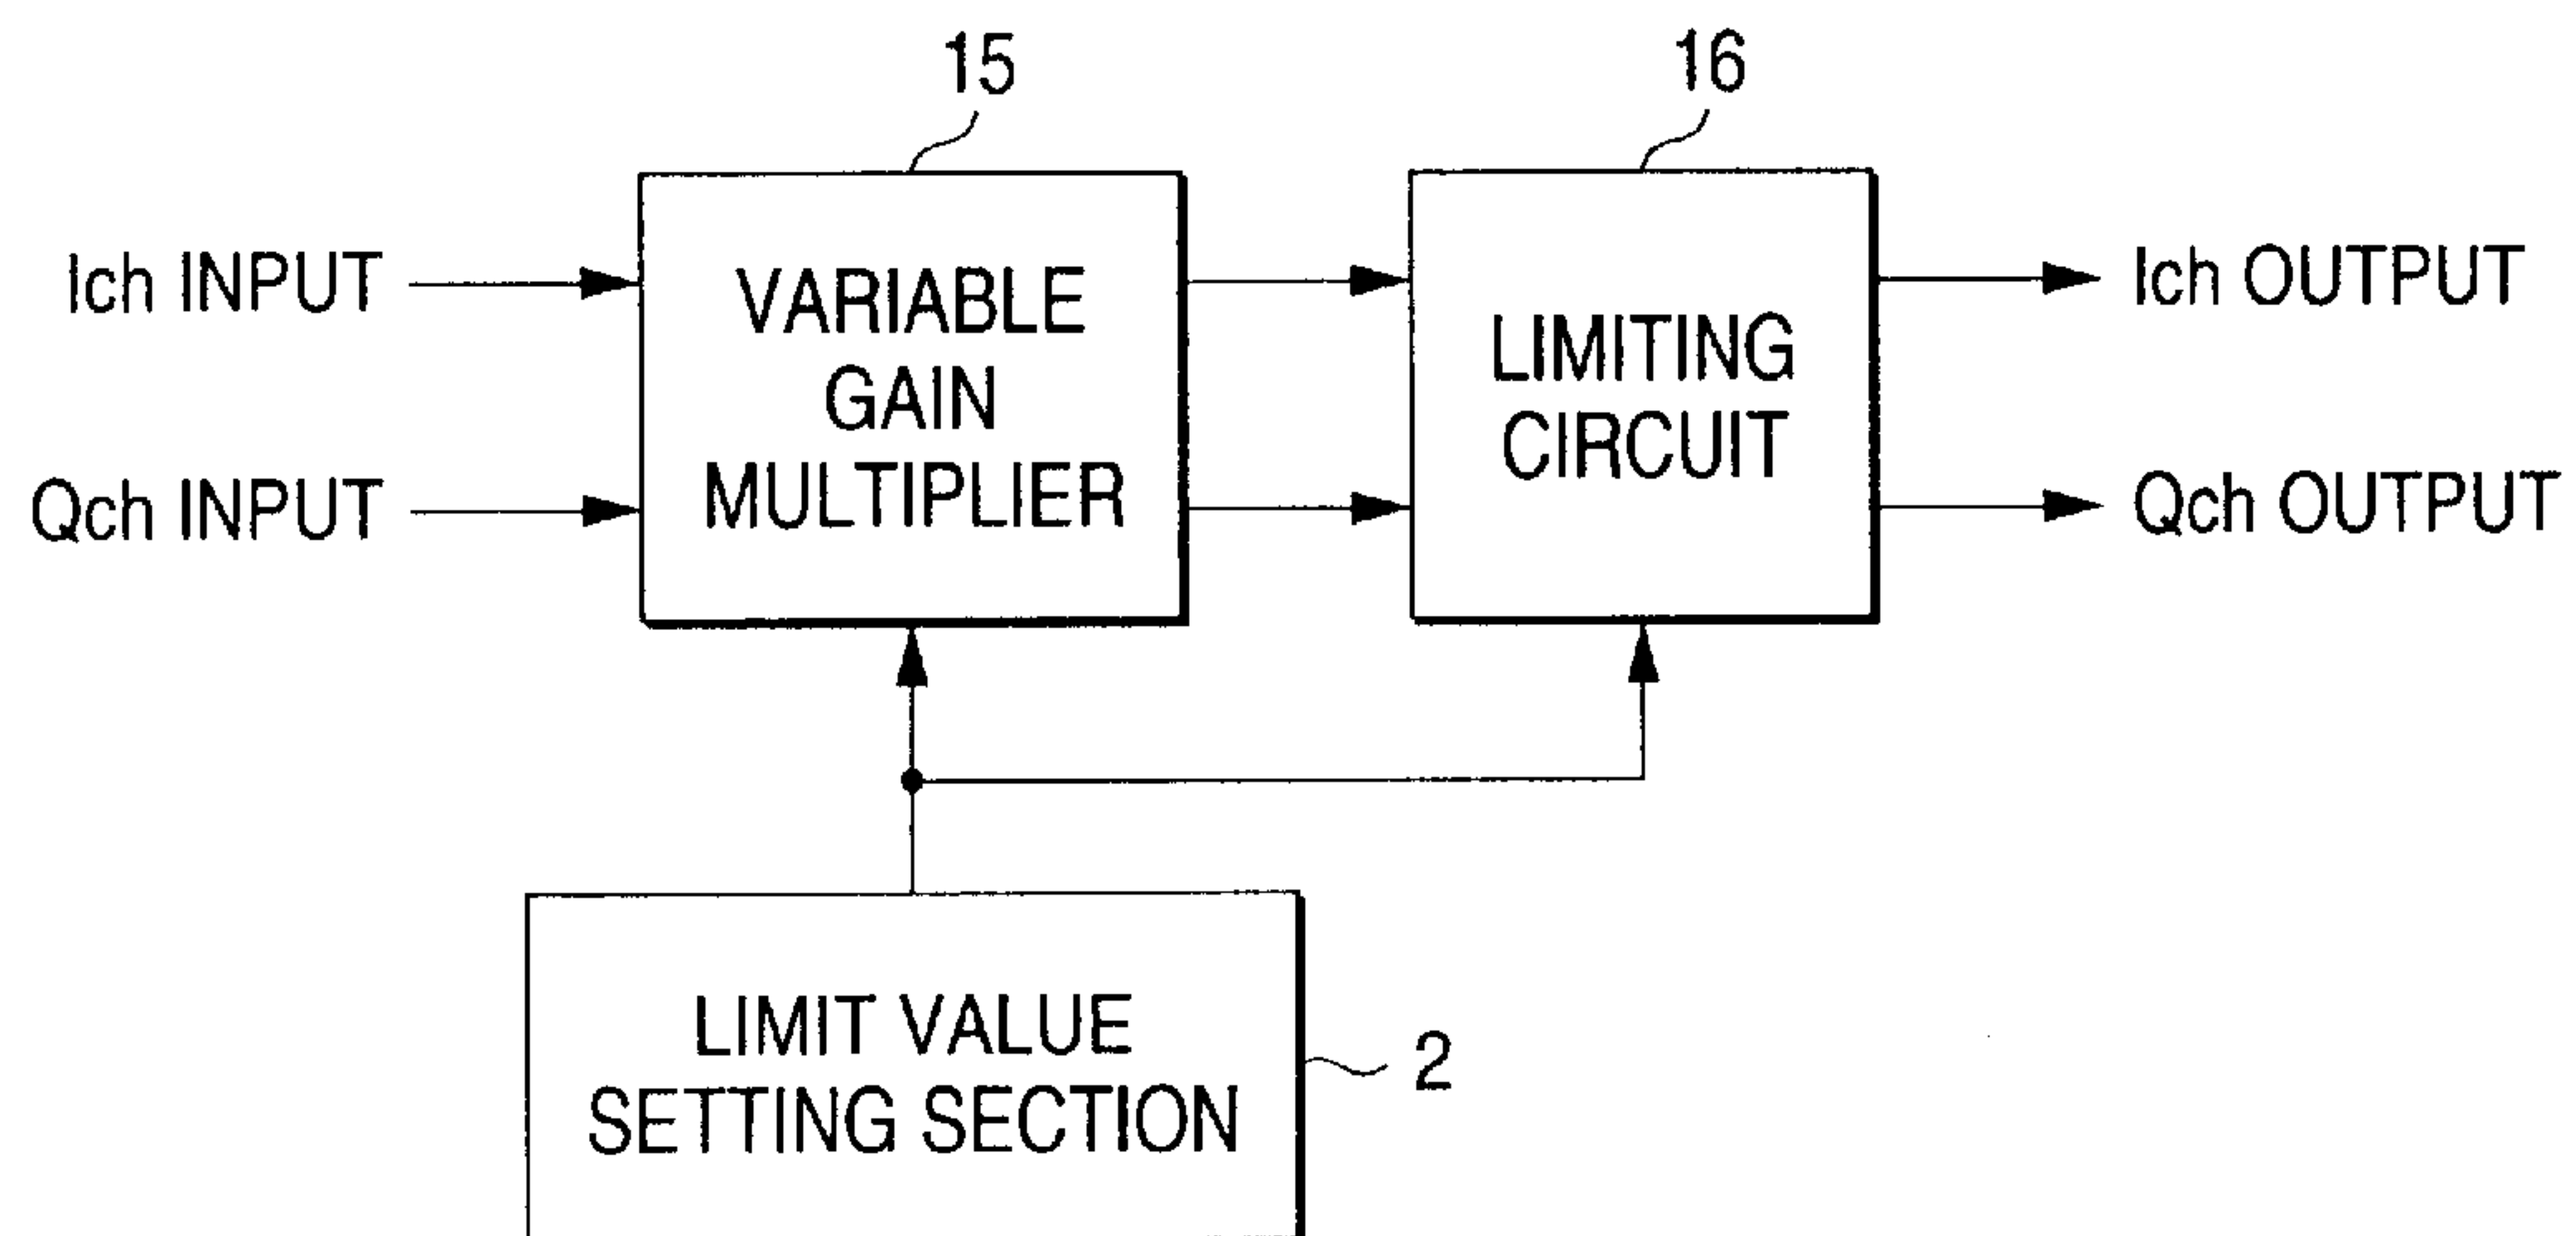 15
16
Ich INPUT
VARIABLE
GAIN
MULTIPLIER
Qch INPUT
LIMITING
CIRCUIT
Ich OUTPUT
Qch OUTPUT
LIMIT VALUE
SETTING SECTION
2